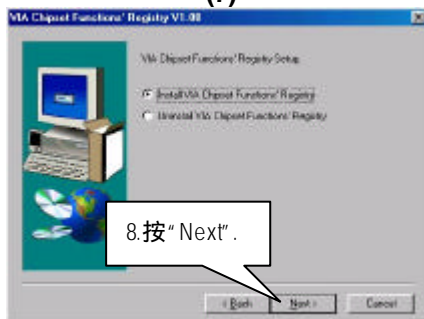 (7)
VIA Chipset Functions' Registry V1.00
VIA Chipset Functions' Registry Setup
Install VIA Chipset Functions' Registry
Uninstall VIA Chipset Functions' Registry
8.按“Next”.
< Back
Next >
Cancel